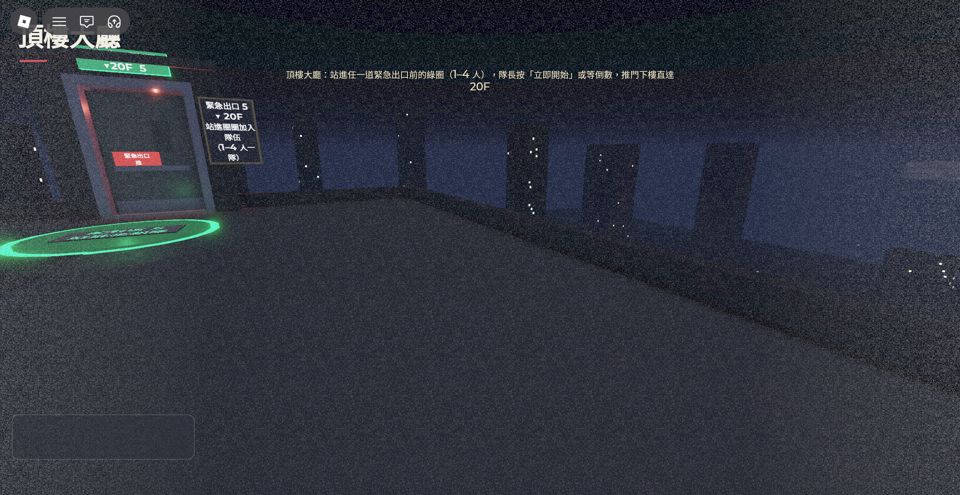 頂樓大廳
▼20F 5
頂樓大廳：站進任一道緊急出口前的綠圈（1–4 人），隊長按「立即開始」或等倒數，推門下樓直達
20F
緊急出口 5
▼ 20F
站進圈圈加入
隊伍
（1–4 人一
隊）
緊急出口